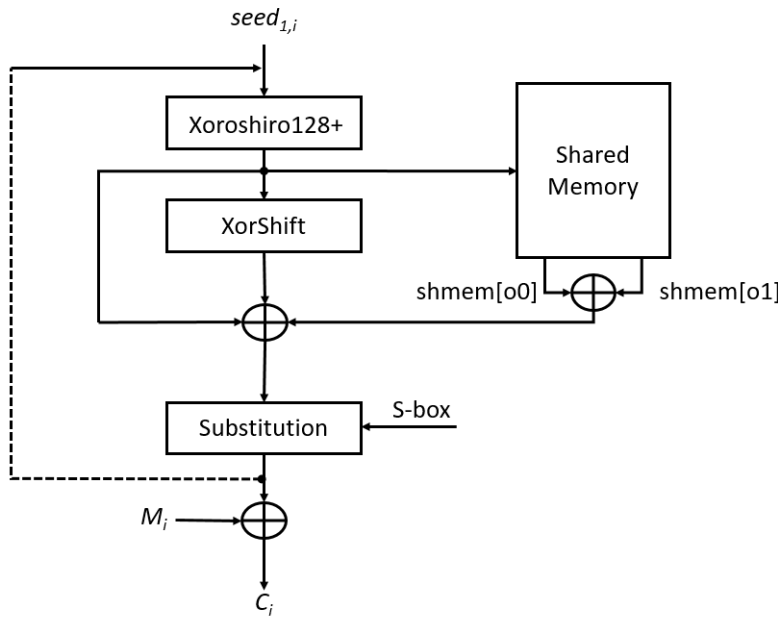 seed1,i
Xoroshiro128+
Shared
Memory
XorShift
shmem[o0]
shmem[o1]
S-box
Substitution
Mi
Ci